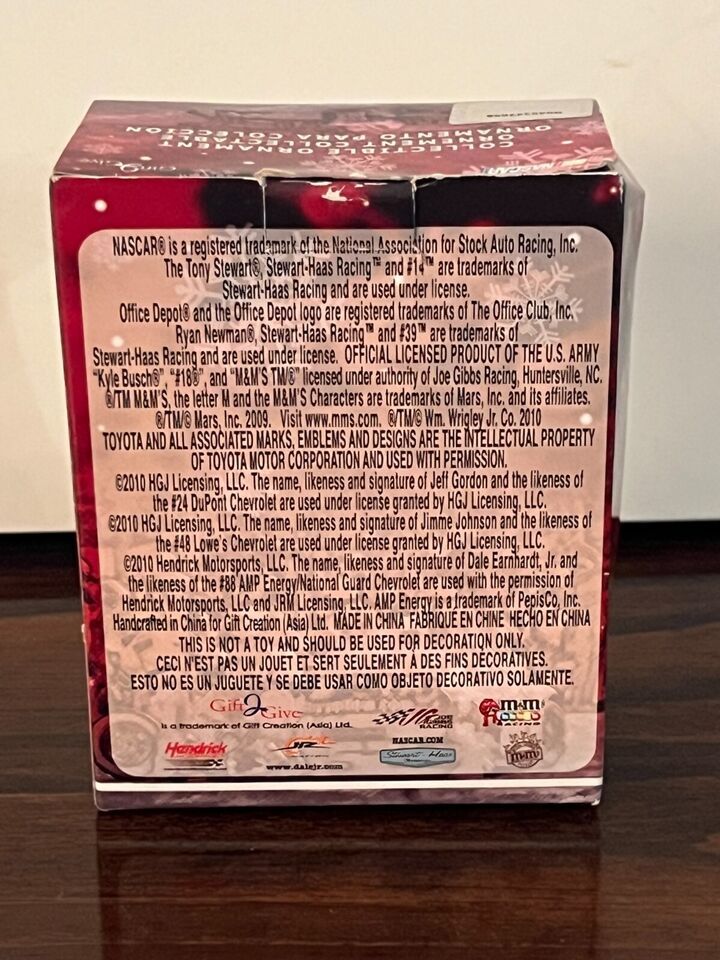 COLLECTIBLE ORNAMENT
ORNEMENT COLLECTABLE
ORNAMENTO PARA COLECCION
Gift2Give
NASCAR
NASCAR® is a registered trademark of the National Association for Stock Auto Racing, Inc.
The Tony Stewart®, Stewart-Haas Racing™ and #14™ are trademarks of
Stewart-Haas Racing and are used under license.
Office Depot® and the Office Depot logo are registered trademarks of The Office Club, Inc.
Ryan Newman®, Stewart-Haas Racing™ and #39™ are trademarks of
Stewart-Haas Racing and are used under license. OFFICIAL LICENSED PRODUCT OF THE U.S. ARMY
"Kyle Busch®", "#18®", and "M&M'S TM/®" licensed under authority of Joe Gibbs Racing, Huntersville, NC.
®/TM M&M'S, the letter M and the M&M'S Characters are trademarks of Mars, Inc. and its affiliates.
®/TM/© Mars, Inc. 2009. Visit www.mms.com. ®/TM/© Wm. Wrigley Jr. Co. 2010
TOYOTA AND ALL ASSOCIATED MARKS, EMBLEMS AND DESIGNS ARE THE INTELLECTUAL PROPERTY
OF TOYOTA MOTOR CORPORATION AND USED WITH PERMISSION.
©2010 HGJ Licensing, LLC. The name, likeness and signature of Jeff Gordon and the likeness of
the #24 DuPont Chevrolet are used under license granted by HGJ Licensing, LLC.
©2010 HGJ Licensing, LLC. The name, likeness and signature of Jimme Johnson and the likeness of
the #48 Lowe's Chevrolet are used under license granted by HGJ Licensing, LLC.
©2010 Hendrick Motorsports, LLC. The name, likeness and signature of Dale Earnhardt, Jr. and
the likeness of the #88 AMP Energy/National Guard Chevrolet are used with the permission of
Hendrick Motorsports, LLC and JRM Licensing, LLC. AMP Energy is a trademark of PepisCo, Inc.
Handcrafted in China for Gift Creation (Asia) Ltd. MADE IN CHINA FABRIQUE EN CHINE HECHO EN CHINA
THIS IS NOT A TOY AND SHOULD BE USED FOR DECORATION ONLY.
CECI N'EST PAS UN JOUET ET SERT SEULEMENT À DES FINS DÉCORATIVES.
ESTO NO ES UN JUGUETE Y SE DEBE USAR COMO OBJETO DECORATIVO SOLAMENTE.
Gift2Give
is a trademark of Gift Creation (Asia) Ltd.
JOE GIBBS RACING
m&m's RACING
Hendrick
www.dalejr.com
NASCAR.COM
Stewart-Haas
m&m's